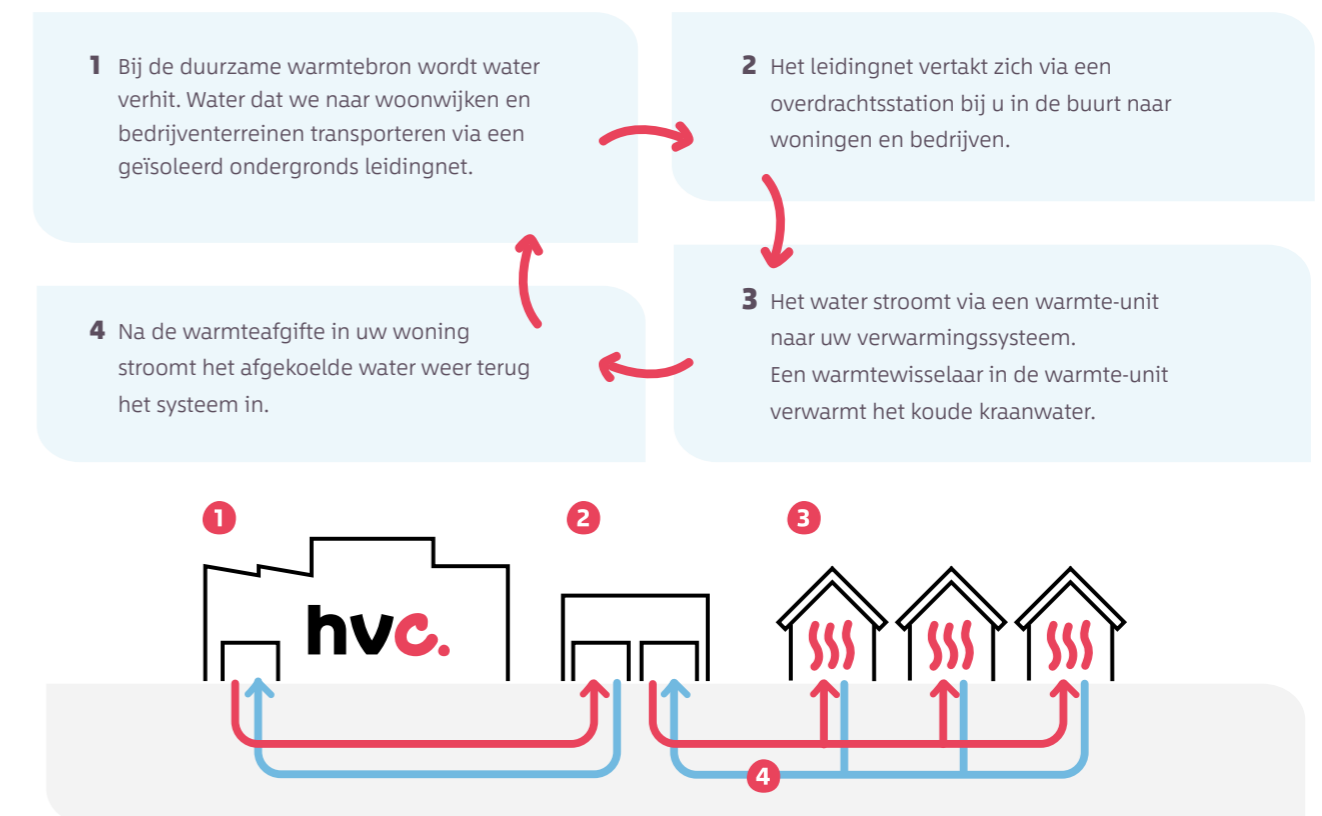 1 Bij de duurzame warmtebron wordt water
verhit. Water dat we naar woonwijken en
bedrijventerreinen transporteren via een
geïsoleerd ondergronds leidingnet.
2 Het leidingnet vertakt zich via een
overdrachtsstation bij u in de buurt naar
woningen en bedrijven.
3 Het water stroomt via een warmte-unit
naar uw verwarmingssysteem.
Een warmtewisselaar in de warmte-unit
verwarmt het koude kraanwater.
4 Na de warmteafgifte in uw woning
stroomt het afgekoelde water weer terug
het systeem in.
1
2
3
hvc.
4